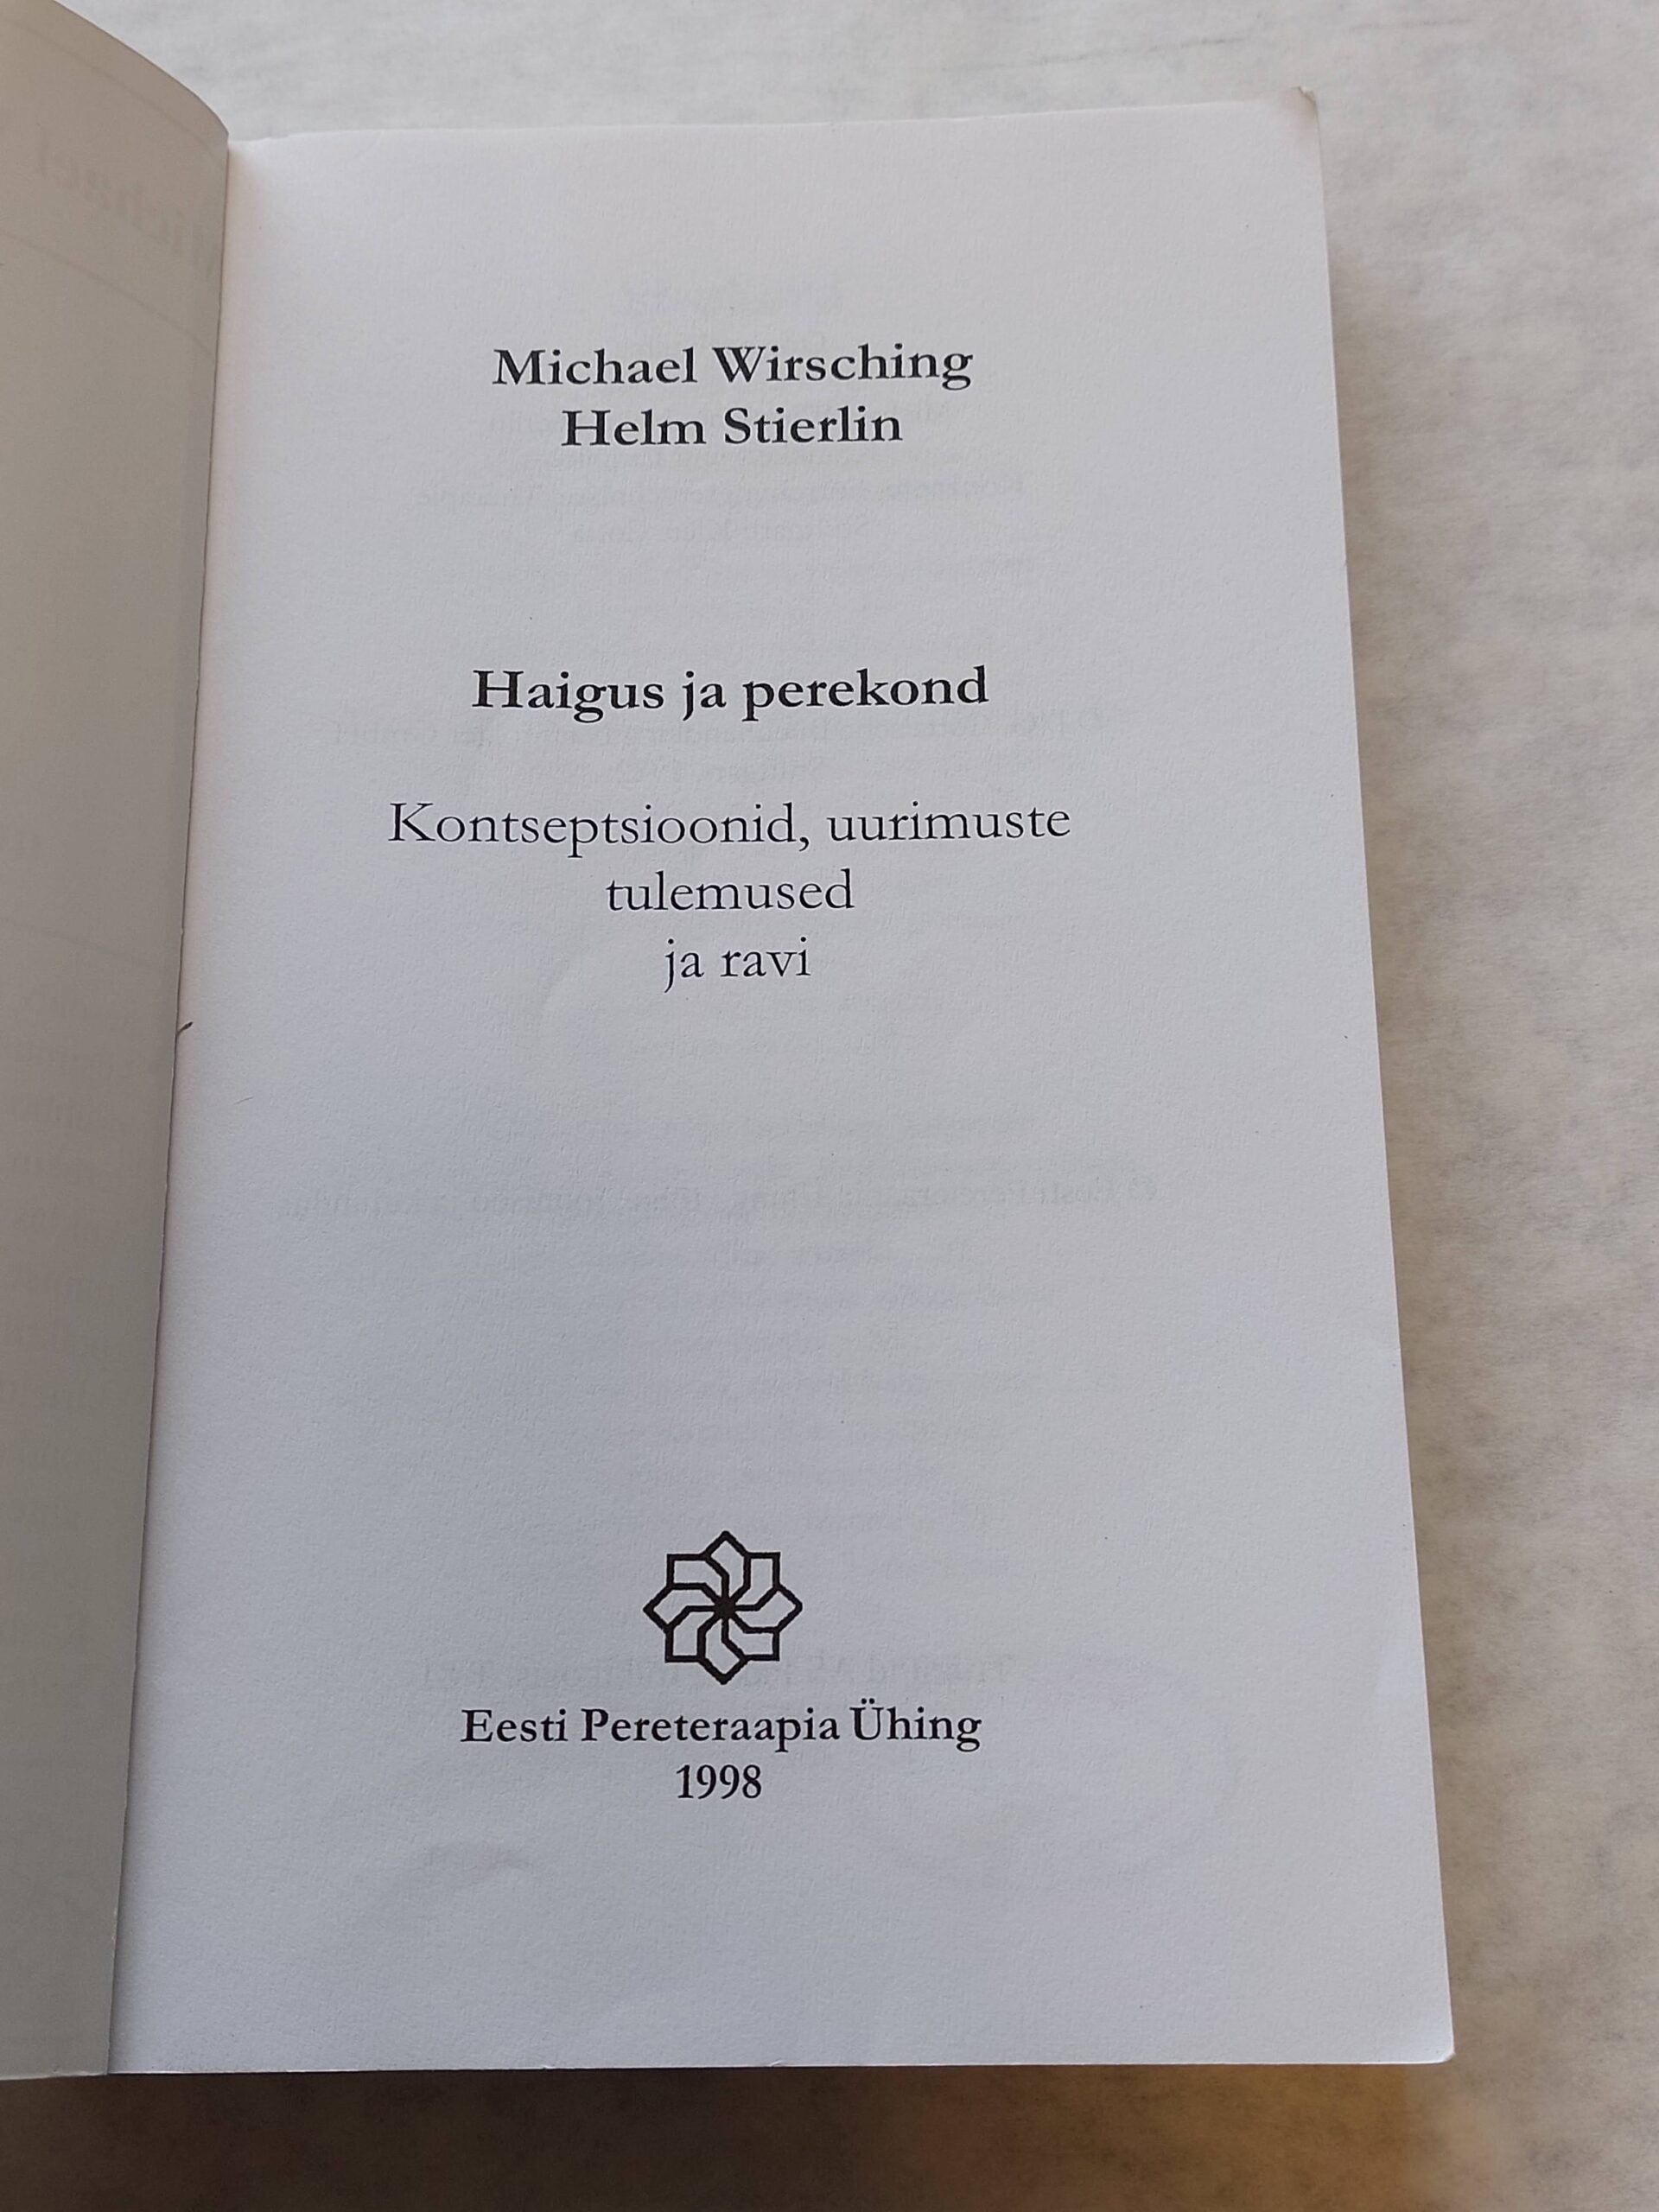 Michael Wirsching
Helm Stierlin
Haigus ja perekond
Kontseptsioonid, uurimuste
tulemused
ja ravi
Eesti Pereteraapia Ühing
1998